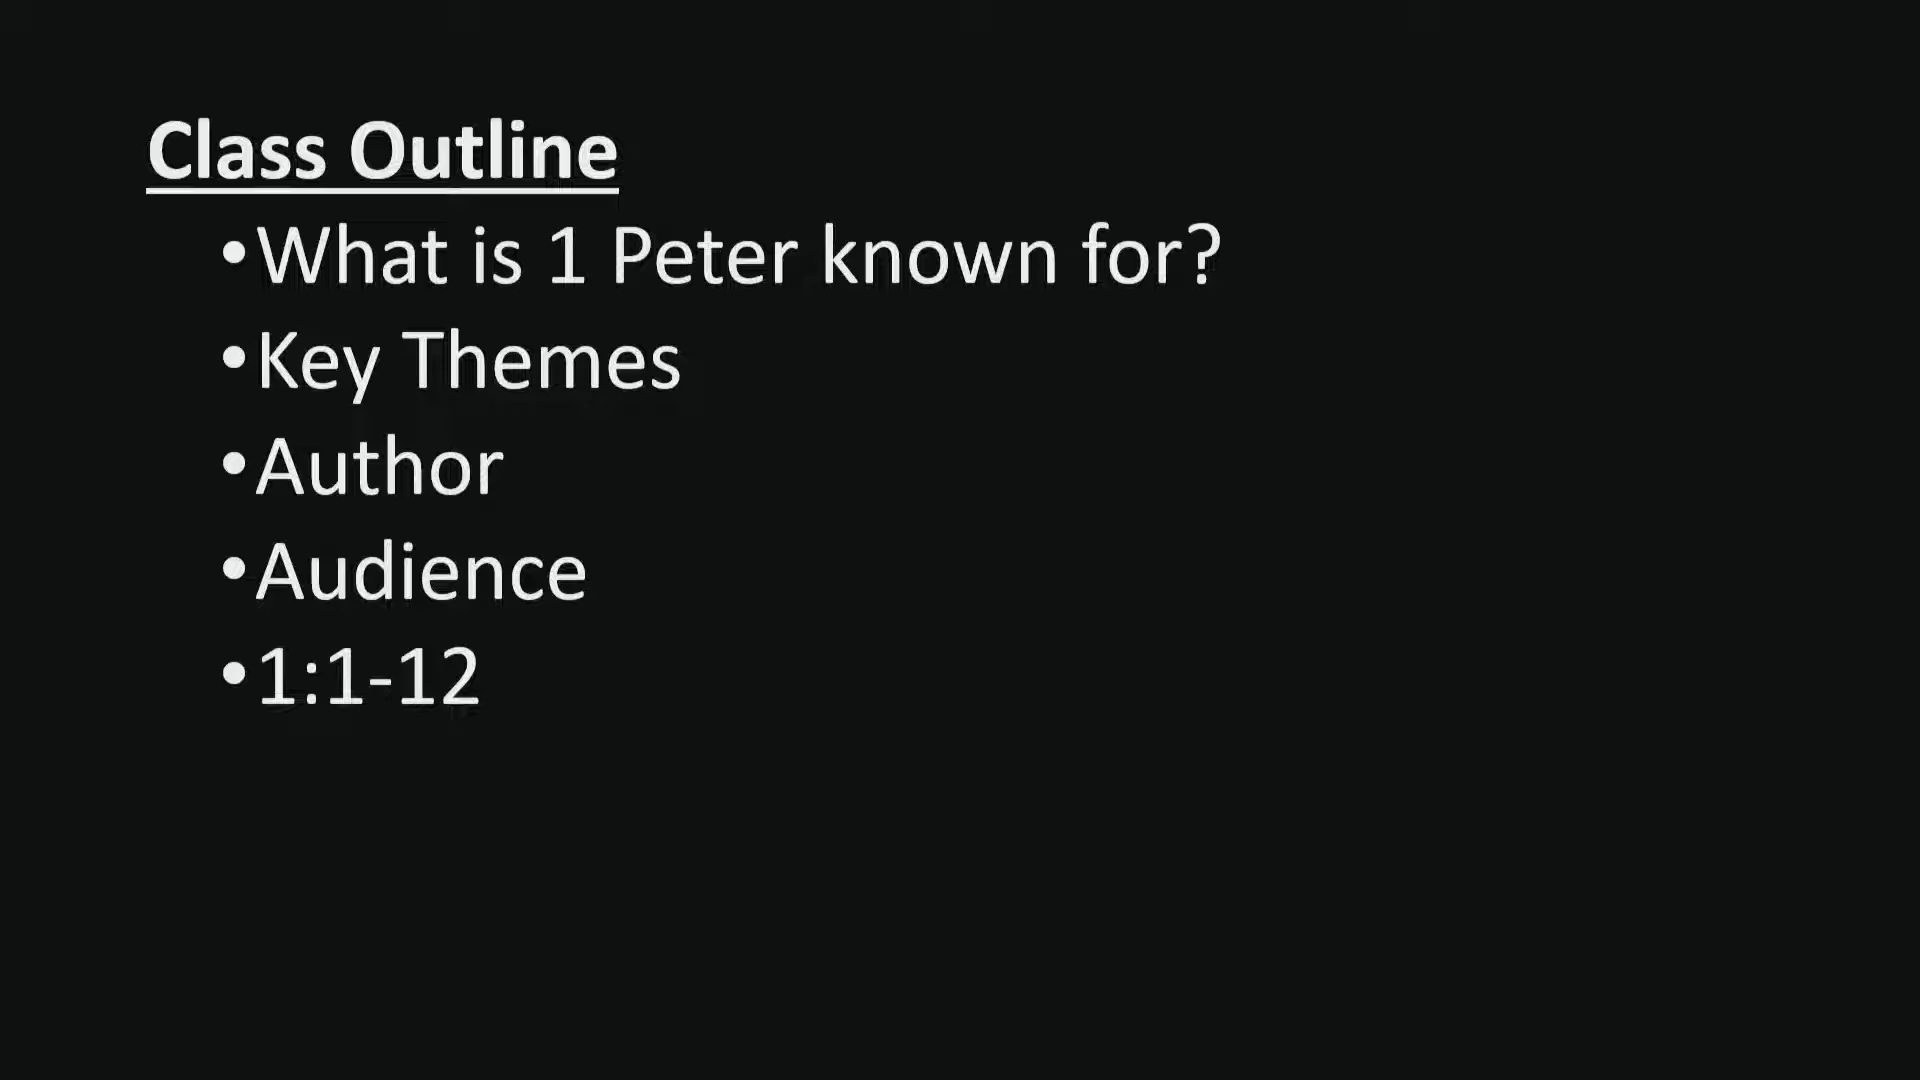 Class Outline
•What is 1 Peter known for?
•Key Themes
•Author
•Audience
•1:1-12